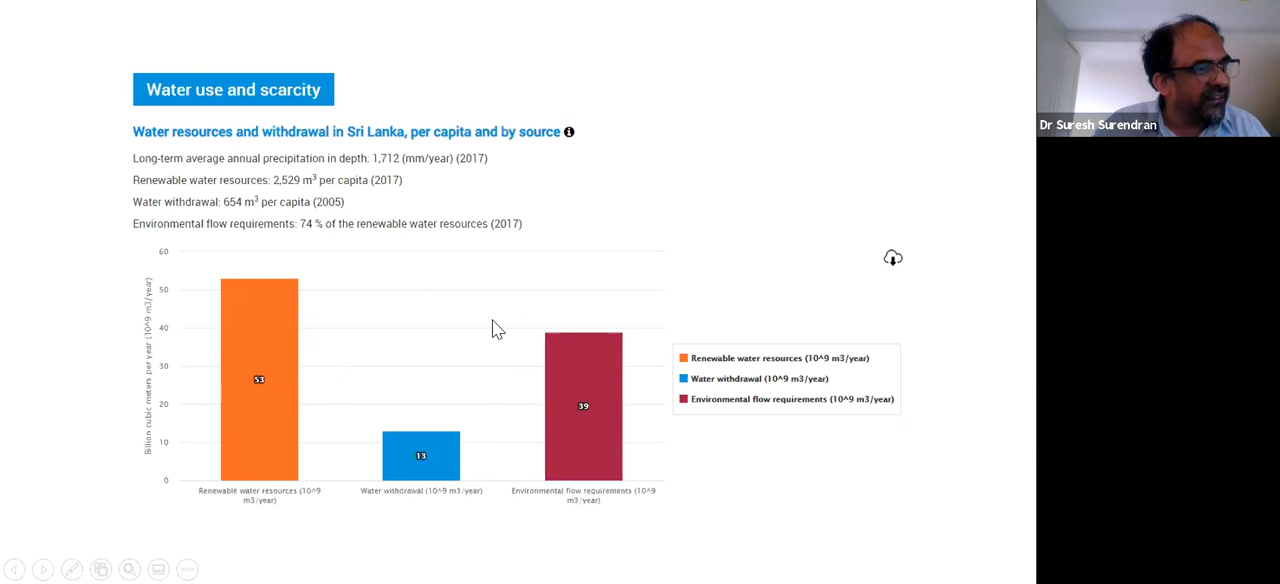 Water use and scarcity
Water resources and withdrawal in Sri Lanka, per capita and by source
Long-term average annual precipitation in depth: 1,712 (mm/year) (2017)
Renewable water resources: 2,529 m³ per capita (2017)
Water withdrawal: 654 m³ per capita (2005)
Environmental flow requirements: 74 % of the renewable water resources (2017)
Billion cubic meters per year (10^9 m3/year)
60
50
40
30
20
10
0
53
13
39
Renewable water resources (10^9
m3/year)
Water withdrawal (10^9 m3/year)
Environmental flow requirements (10^9
m3/year)
Renewable water resources (10^9 m3/year)
Water withdrawal (10^9 m3/year)
Environmental flow requirements (10^9 m3/year)
Dr Suresh Surendran